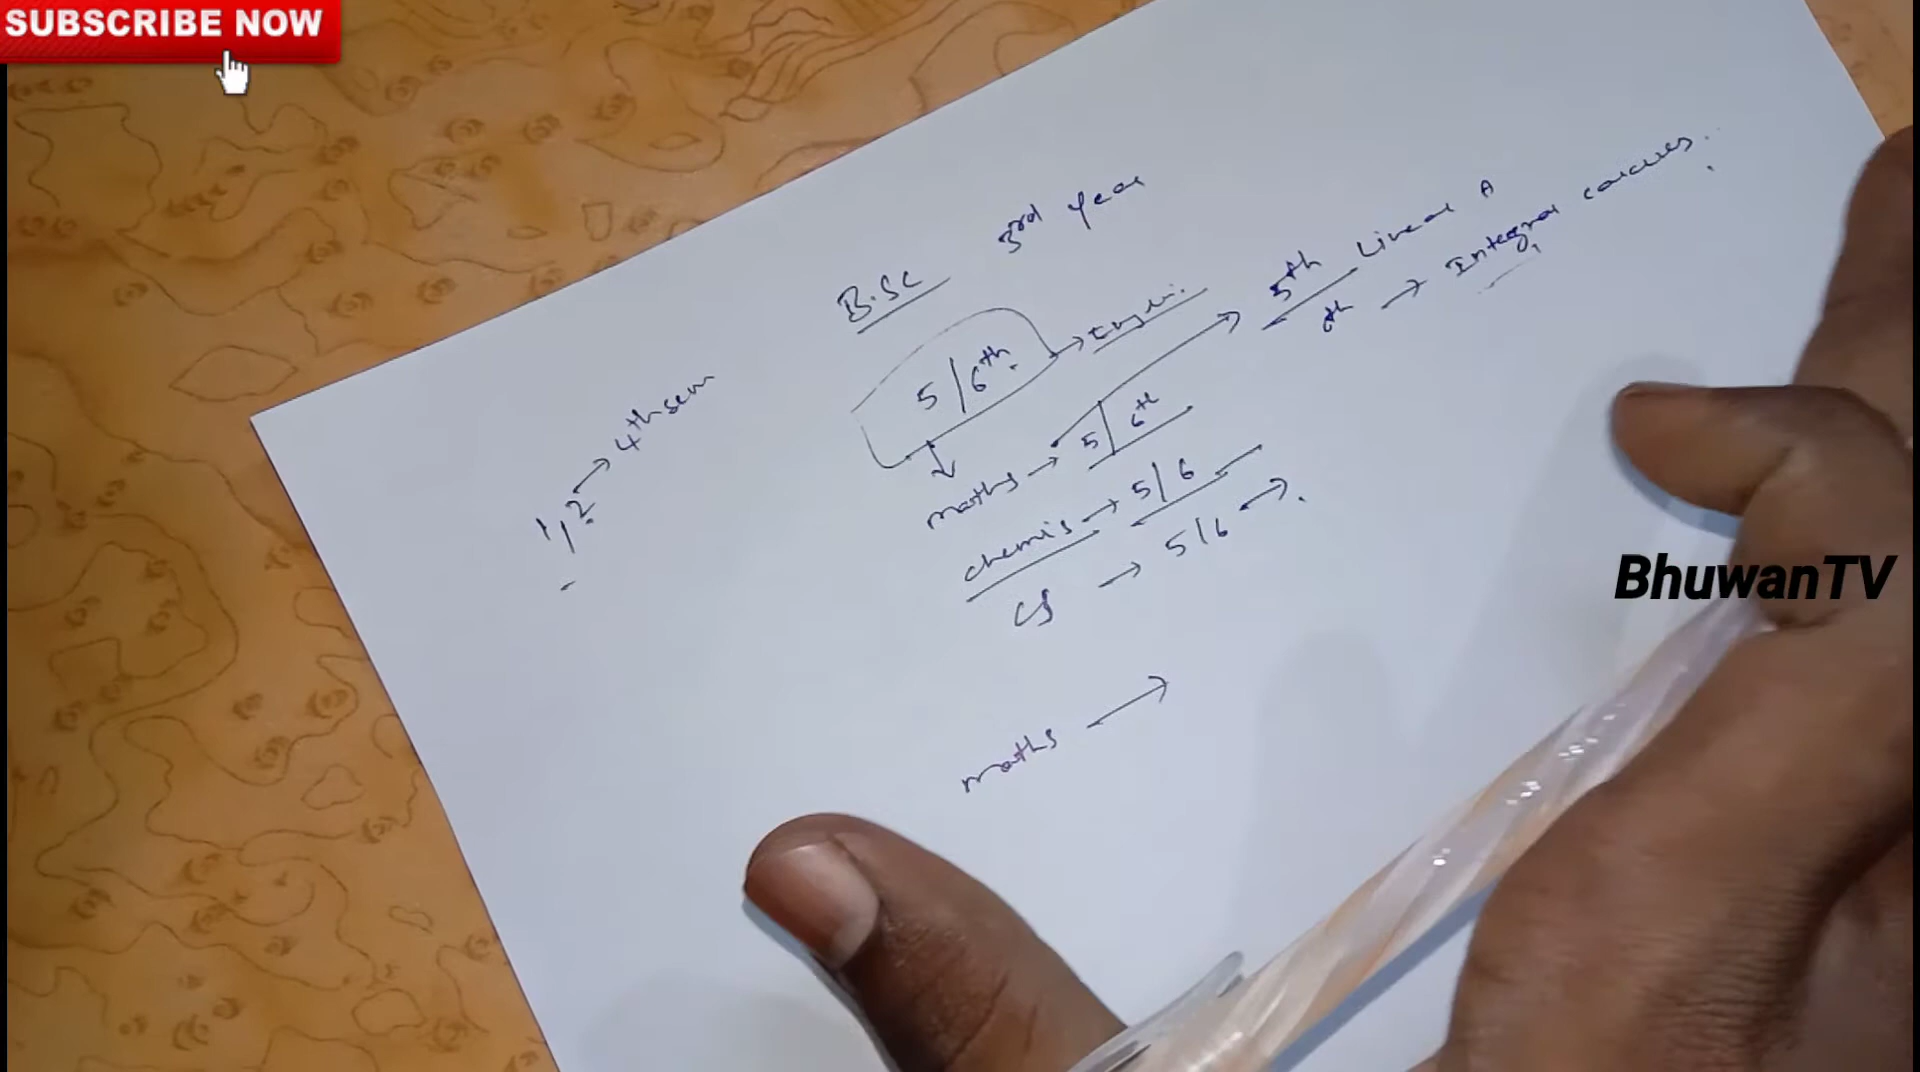 SUBSCRIBE NOW
B.Sc 3rd year
5/6th →
1, 2 → 4th sem
maths → 5/6th → 5th Linear A
6th → Integral calculus.
chemis → 5/6
CS → 5/6 →
maths →
BhuwanTV